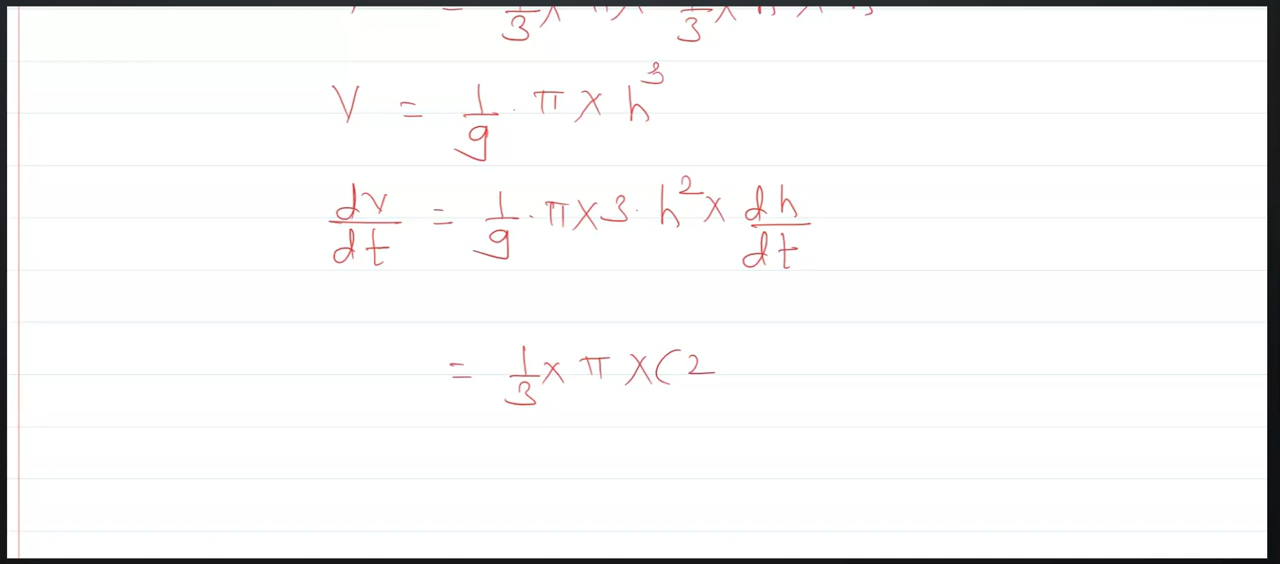 V = 1/9 · π × h³
dv/dt = 1/9 · π × 3 · h² × dh/dt
= 1/3 × π × (2